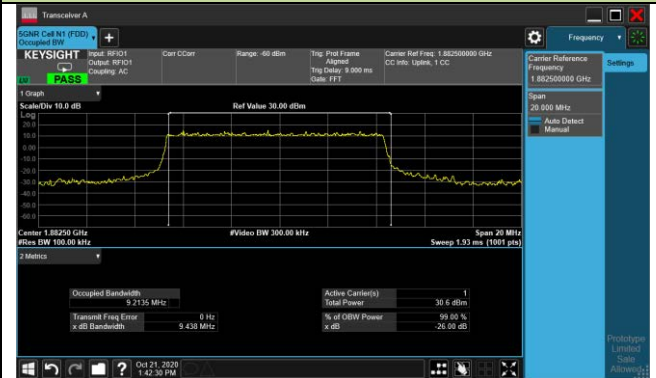 Transceiver A
5GNR Cell N1 (FDD)
Occupied BW
+
Frequency
KEYSIGHT
LU
PASS
Input: RFIO1
Output: RFIO1
Coupling: AC
Corr CCorr
Range: -60 dBm
Trig: Prot Frame
Aligned
Trig Delay: 9.000 ms
Gate: FFT
Carrier Ref Freq: 1.882500000 GHz
CC Info: Uplink, 1 CC
Carrier Reference
Frequency
1.882500000 GHz
Settings
Span
20.000 MHz
Auto Detect
Manual
1 Graph
Scale/Div 10.0 dB
Ref Value 30.00 dBm
Log
20.0
10.0
0.00
-10.0
-20.0
-30.0
-40.0
-50.0
-60.0
Center 1.88250 GHz
#Video BW 300.00 kHz
Span 20 MHz
#Res BW 100.00 kHz
Sweep 1.93 ms (1001 pts)
2 Metrics
Occupied Bandwidth
9.2135 MHz
Active Carrier(s) 1
Total Power 30.6 dBm
Transmit Freq Error 0 Hz
x dB Bandwidth 9.438 MHz
% of OBW Power 99.00 %
x dB -26.00 dB
Prototype
Limited
Sale
Allowed
?
Oct 21, 2020
1:42:30 PM